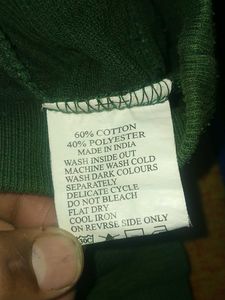 60% COTTON
40% POLYESTER
MADE IN INDIA
WASH INSIDE OUT
MACHINE WASH COLD
WASH DARK COLOURS
SEPARATELY
DELICATE CYCLE
DO NOT BLEACH
FLAT DRY
COOL IRON
ON REVRSE SIDE ONLY